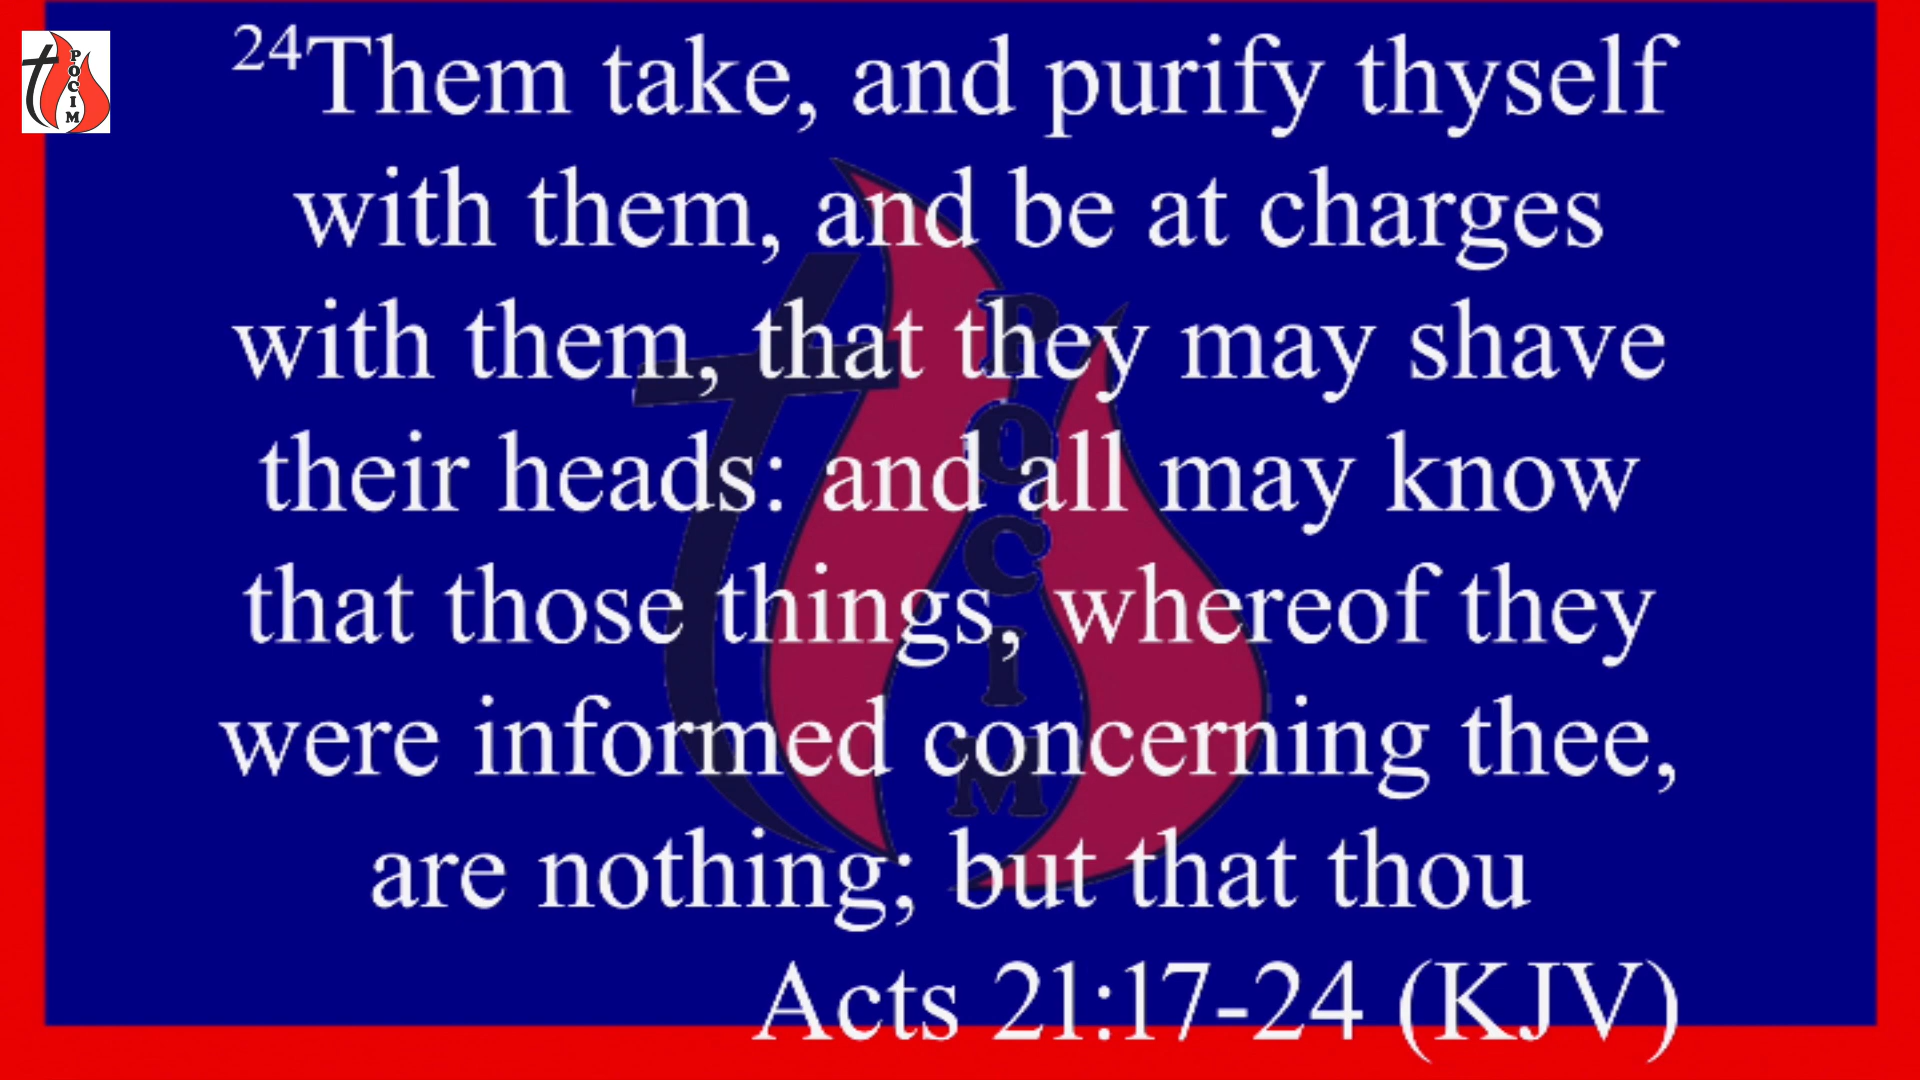 P
O
C
I
M
24Them take, and purify thyself
with them, and be at charges
with them, that they may shave
their heads: and all may know
that those things, whereof they
were informed concerning thee,
are nothing; but that thou
Acts 21:17-24 (KJV)
P
O
C
I
M